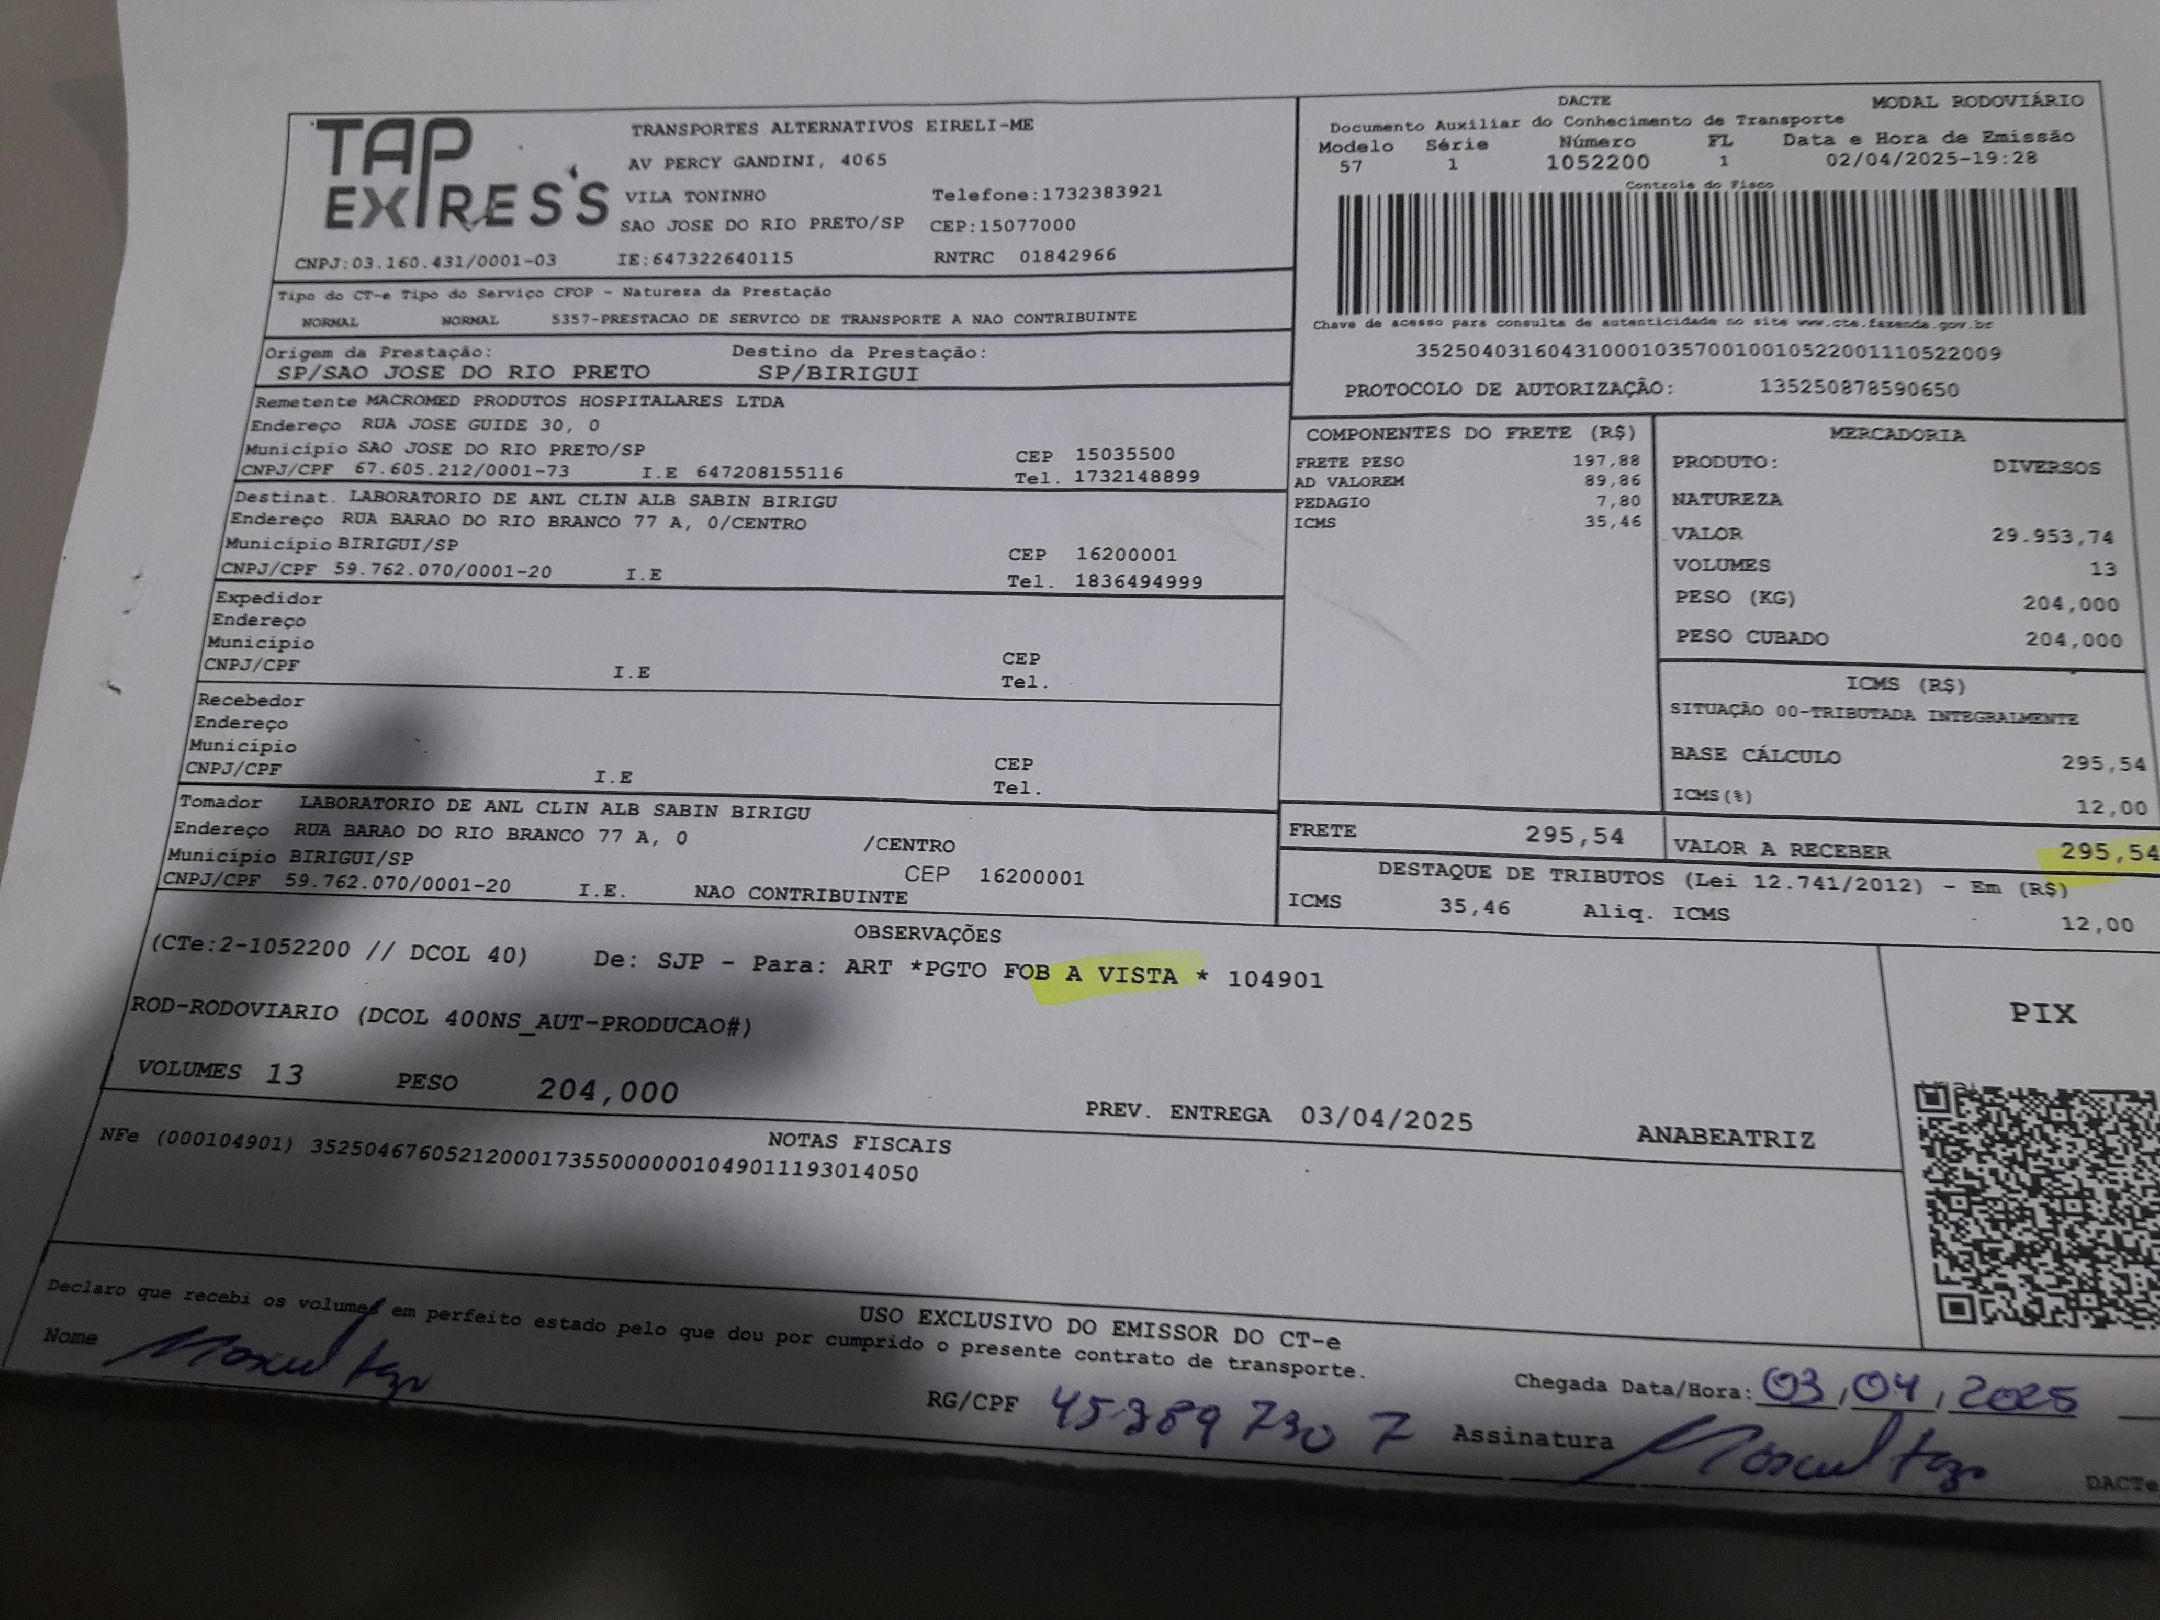 TAP EXPRESS
TRANSPORTES ALTERNATIVOS EIRELI-ME
AV PERCY GANDINI, 4065
VILA TONINHO Telefone:1732383921
SAO JOSE DO RIO PRETO/SP CEP:15077000
CNPJ:03.160.431/0001-03 IE:647322640115 RNTRC 01842966
DACTE MODAL RODOVIÁRIO
Documento Auxiliar do Conhecimento de Transporte
Modelo Série Número FL Data e Hora de Emissão
57 1 1052200 1 02/04/2025-19:28
Controle do Fisco
Chave de acesso para consulta de autenticidade no site www.cte.fazenda.gov.br
35250403160431000103570010010522001110522009
PROTOCOLO DE AUTORIZAÇÃO: 135250878590650
Tipo do CT-e Tipo do Serviço CFOP - Natureza da Prestação
NORMAL NORMAL 5357-PRESTACAO DE SERVICO DE TRANSPORTE A NAO CONTRIBUINTE
Origem da Prestação: Destino da Prestação:
SP/SAO JOSE DO RIO PRETO SP/BIRIGUI
Remetente MACROMED PRODUTOS HOSPITALARES LTDA
Endereço RUA JOSE GUIDE 30, 0
Município SAO JOSE DO RIO PRETO/SP CEP 15035500
CNPJ/CPF 67.605.212/0001-73 I.E 647208155116 Tel. 1732148899
Destinat. LABORATORIO DE ANL CLIN ALB SABIN BIRIGU
Endereço RUA BARAO DO RIO BRANCO 77 A, 0/CENTRO
Município BIRIGUI/SP CEP 16200001
CNPJ/CPF 59.762.070/0001-20 I.E Tel. 1836494999
Expedidor
Endereço
Município CEP
CNPJ/CPF I.E Tel.
Recebedor
Endereço
Município CEP
CNPJ/CPF I.E Tel.
Tomador LABORATORIO DE ANL CLIN ALB SABIN BIRIGU
Endereço RUA BARAO DO RIO BRANCO 77 A, 0 /CENTRO
Município BIRIGUI/SP CEP 16200001
CNPJ/CPF 59.762.070/0001-20 I.E. NAO CONTRIBUINTE
COMPONENTES DO FRETE (R$)
FRETE PESO 197,88
AD VALOREM 89,86
PEDAGIO 7,80
ICMS 35,46
MERCADORIA
PRODUTO: DIVERSOS
NATUREZA
VALOR 29.953,74
VOLUMES 13
PESO (KG) 204,000
PESO CUBADO 204,000
ICMS (R$)
SITUAÇÃO 00-TRIBUTADA INTEGRALMENTE
BASE CÁLCULO 295,54
ICMS(%) 12,00
FRETE 295,54 VALOR A RECEBER 295,54
DESTAQUE DE TRIBUTOS (Lei 12.741/2012) - Em (R$)
ICMS 35,46 Aliq. ICMS 12,00
OBSERVAÇÕES
(CTe:2-1052200 // DCOL 40) De: SJP - Para: ART *PGTO FOB A VISTA * 104901
ROD-RODOVIARIO (DCOL 400NS_AUT-PRODUCAO#)
VOLUMES 13 PESO 204,000 PREV. ENTREGA 03/04/2025 ANABEATRIZ
PIX
NOTAS FISCAIS
NFe (000104901) 35250467605212000173550000001049011193014050
USO EXCLUSIVO DO EMISSOR DO CT-e
Declaro que recebi os volumes em perfeito estado pelo que dou por cumprido o presente contrato de transporte.
Nome
RG/CPF 45389730 7
Chegada Data/Hora: 03,04,2025
Assinatura
DACTe